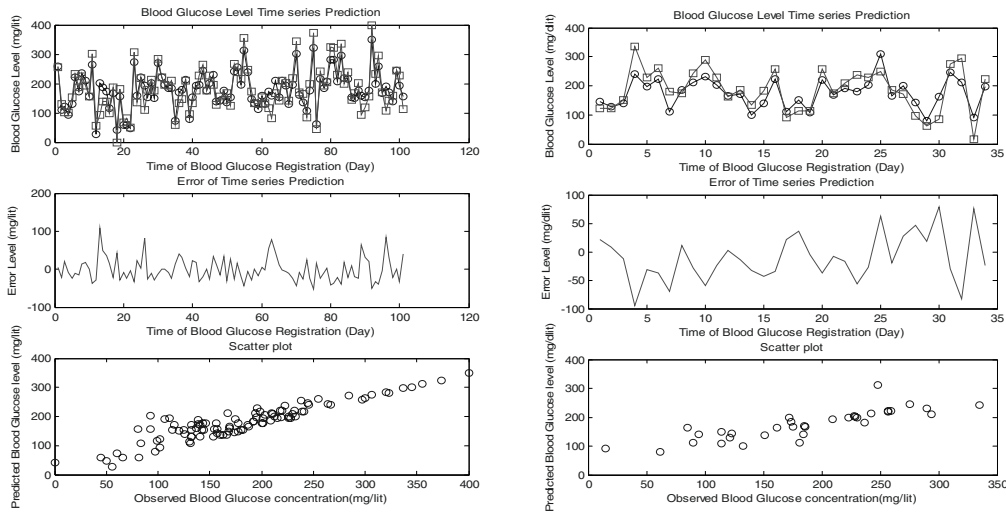 Blood Glucose Level Time series Prediction
Blood Glucose Level (mg/lit)
400
300
200
100
0
0 20 40 60 80 100 120
Time of Blood Glucose Registration (Day)
Error of Time series Prediction
Error Level (mg/lit)
200
100
0
-100
0 20 40 60 80 100 120
Time of Blood Glucose Registration (Day)
Scatter plot
Predicted Blood Glucose level (mg/lit)
400
300
200
100
0
0 50 100 150 200 250 300 350 400
Observed Blood Glucose concentration(mg/lit)
Blood Glucose Level Time series Prediction
Blood Glucose Level (mg/dlit)
400
300
200
100
0
0 5 10 15 20 25 30 35
Time of Blood Glucose Registration (Day)
Error of Time series Prediction
Error Level (mg/dlit)
100
50
0
-50
-100
0 5 10 15 20 25 30 35
Time of Blood Glucose Registration (Day)
Scatter plot
Predicted Blood Glucose level (mg/lit)
400
300
200
100
0
0 50 100 150 200 250 300 350
Observed Blood Glucose concentration(mg/lit)